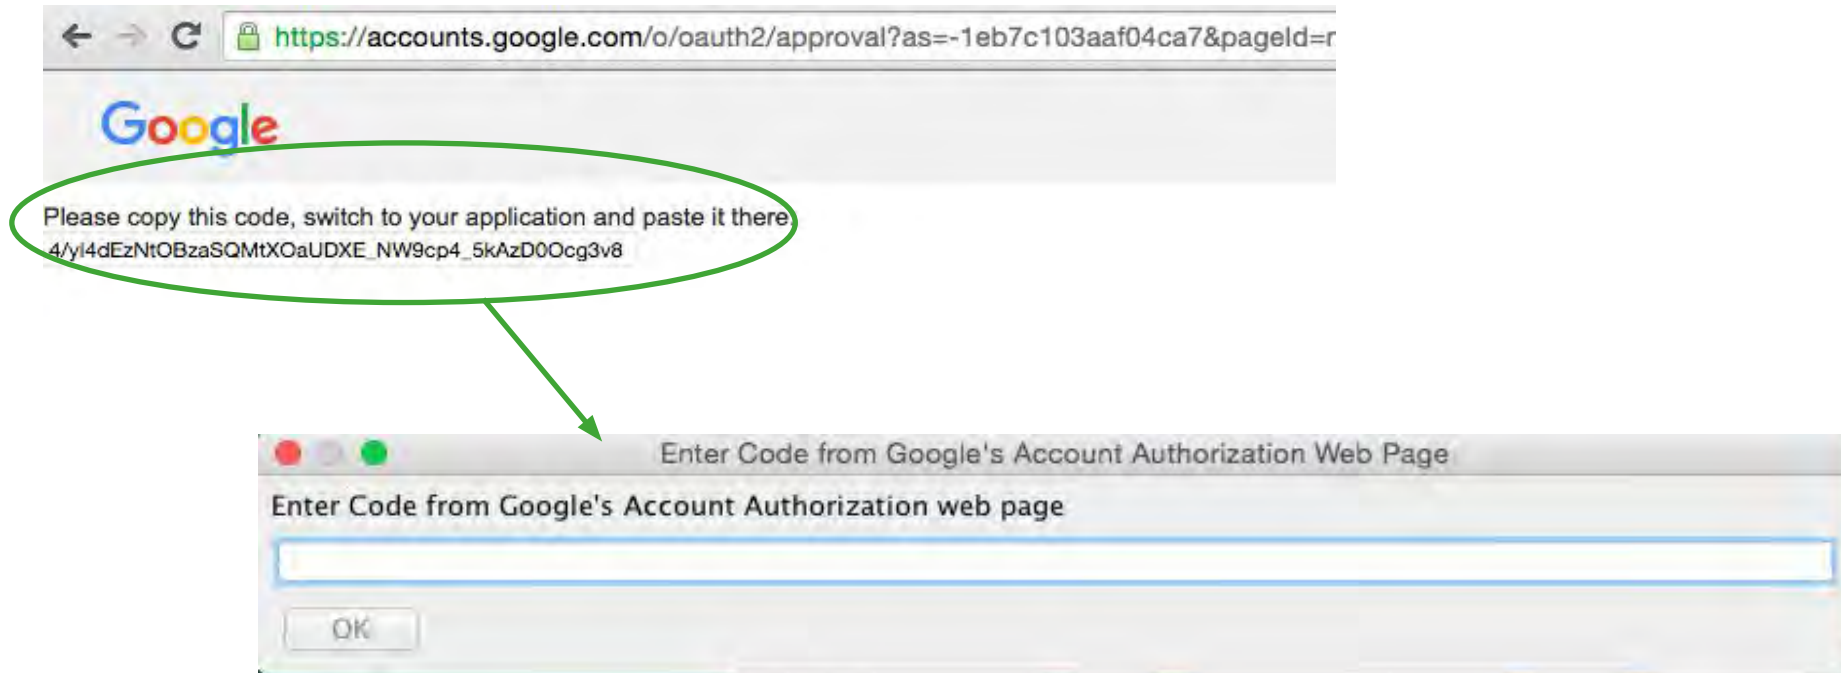 https://accounts.google.com/o/oauth2/approval?as=-1eb7c103aaf04ca7&pageId=r
Google
Please copy this code, switch to your application and paste it there.
4/yI4dEzNtOBzaSQMtXOaUDXE_NW9cp4_5kAzD0Ocg3v8
Enter Code from Google's Account Authorization Web Page
Enter Code from Google's Account Authorization web page
OK